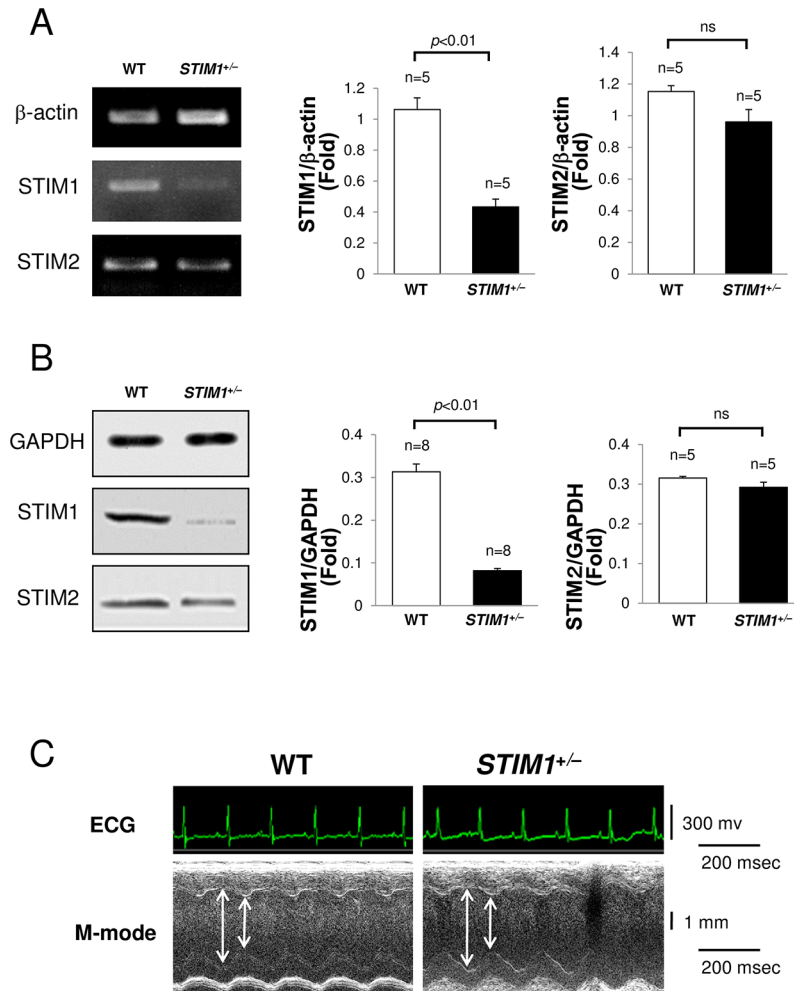 A
WT STIM1+/−
β-actin
STIM1
STIM2
p<0.01
n=5
n=5
STIM1/β-actin
(Fold)
1.2
1
0.8
0.6
0.4
0.2
0
WT STIM1+/−
ns
n=5
n=5
STIM2/β-actin
(Fold)
1.4
1.2
1
0.8
0.6
0.4
0.2
0
WT STIM1+/−
B
WT STIM1+/−
GAPDH
STIM1
STIM2
p<0.01
n=8
n=8
STIM1/GAPDH
(Fold)
0.4
0.3
0.2
0.1
0
WT STIM1+/−
ns
n=5
n=5
STIM2/GAPDH
(Fold)
0.4
0.3
0.2
0.1
0
WT STIM1+/−
C
WT STIM1+/−
ECG
300 mv
200 msec
M-mode
1 mm
200 msec